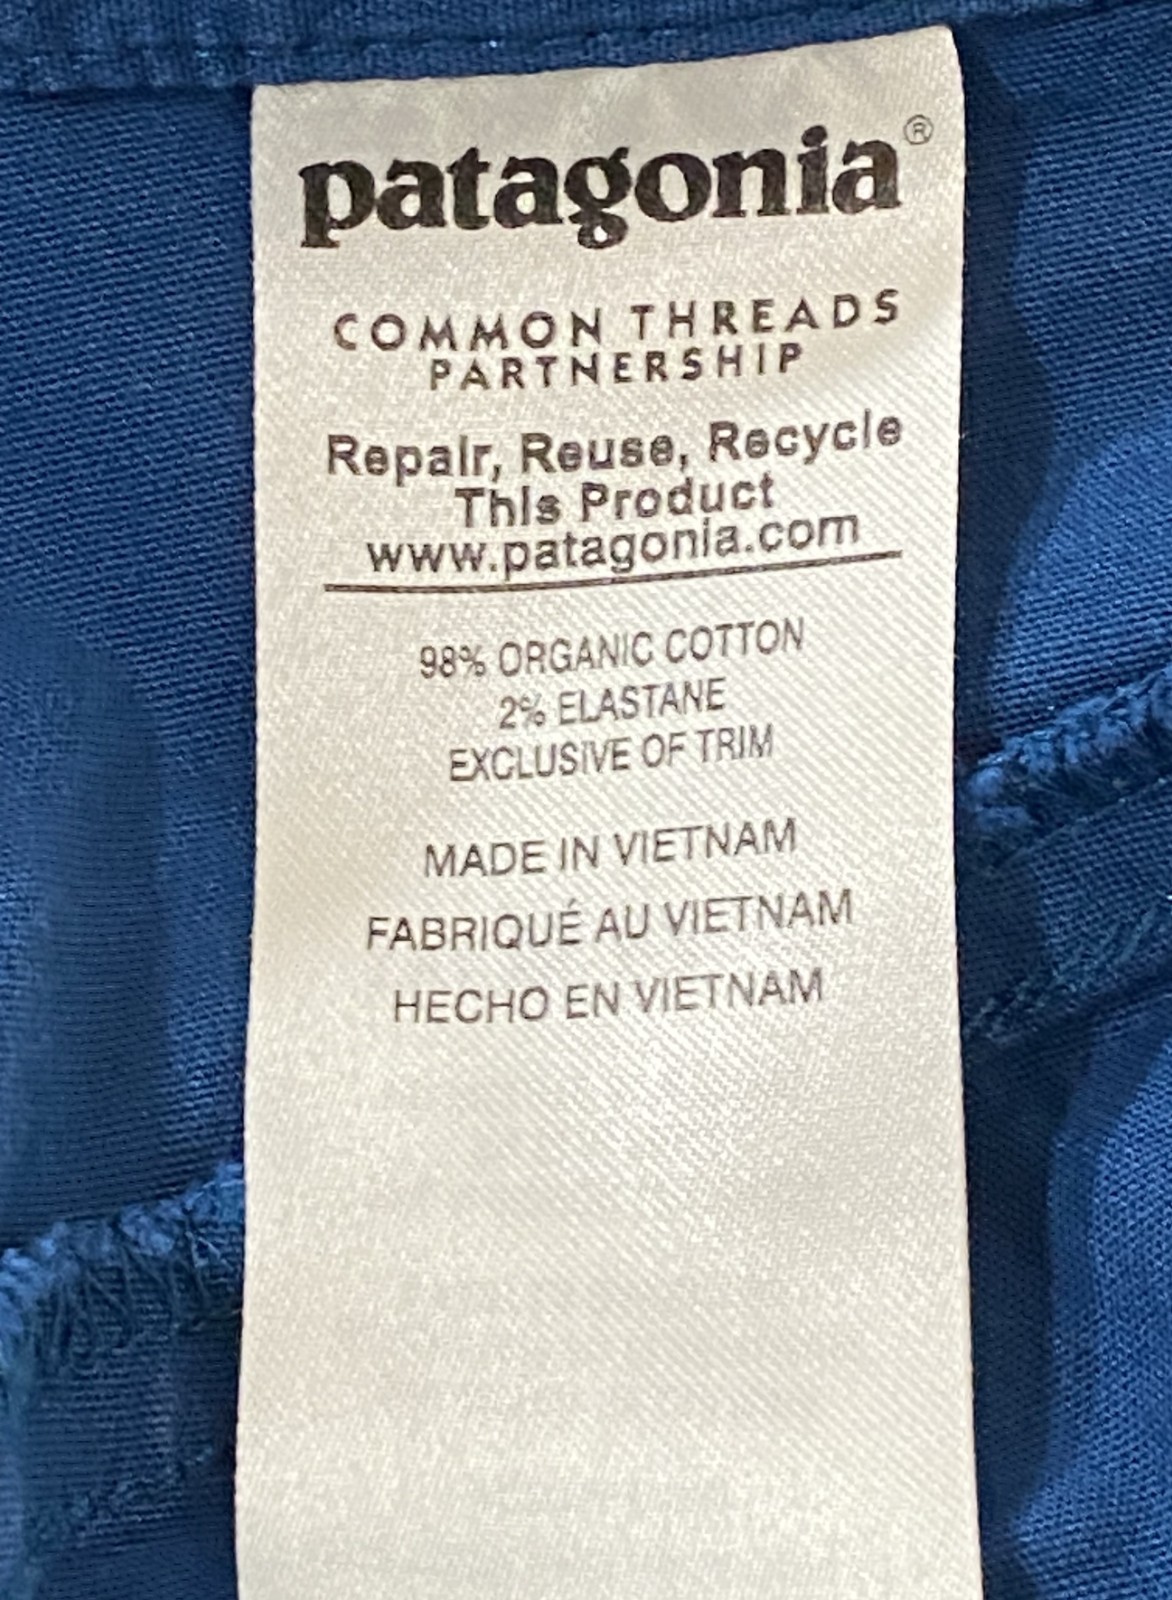 patagonia®
COMMON THREADS
PARTNERSHIP
Repair, Reuse, Recycle
This Product
www.patagonia.com
98% ORGANIC COTTON
2% ELASTANE
EXCLUSIVE OF TRIM
MADE IN VIETNAM
FABRIQUÉ AU VIETNAM
HECHO EN VIETNAM